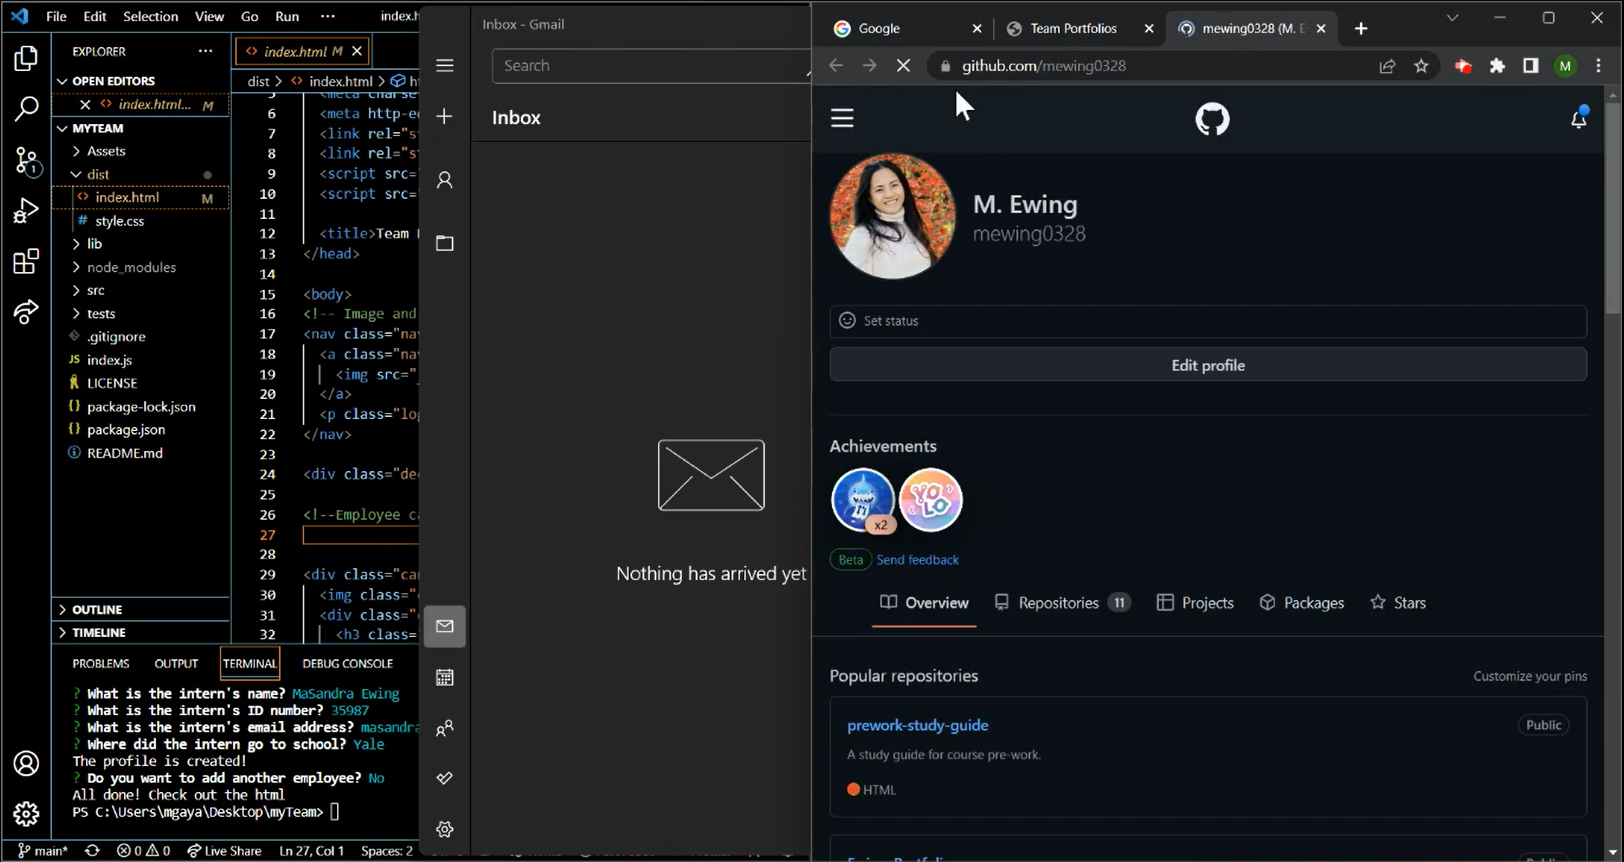 File Edit Selection View Go Run ··· index.h
EXPLORER ···
OPEN EDITORS
index.html... M
MYTEAM
Assets
dist
index.html M
style.css
lib
node_modules
src
tests
.gitignore
index.js
LICENSE
package-lock.json
package.json
README.md
OUTLINE
TIMELINE
1
index.html M
dist > index.html >
6 <meta http-e
7 <link rel="s
8 <link rel="s
9 <script src=
10 <script src=
11
12 <title>Team
13 </head>
14
15 <body>
16 <!-- Image and
17 <nav class="na
18 <a class="nav
19 <img src="
20 </a>
21 <p class="log
22 </nav>
23
24 <div class="de
25
26 <!--Employee ca
27
28
29 <div class="car
30 <img class="
31 <div class="
32 <h3 class="
PROBLEMS OUTPUT TERMINAL DEBUG CONSOLE
? What is the intern's name? MaSandra Ewing
? What is the intern's ID number? 35987
? What is the intern's email address? masandra
? Where did the intern go to school? Yale
The profile is created!
? Do you want to add another employee? No
All done! Check out the html
PS C:\Users\mgaya\Desktop\myTeam>
main* 0 0 Live Share Ln 27, Col 1 Spaces: 2
Inbox - Gmail
Search
Inbox
Nothing has arrived yet
Google
Team Portfolios
mewing0328 (M. E
github.com/mewing0328
M
M. Ewing
mewing0328
Set status
Edit profile
Achievements
x2
YOLO
Beta Send feedback
Overview Repositories 11 Projects Packages Stars
Popular repositories Customize your pins
prework-study-guide Public
A study guide for course pre-work.
HTML